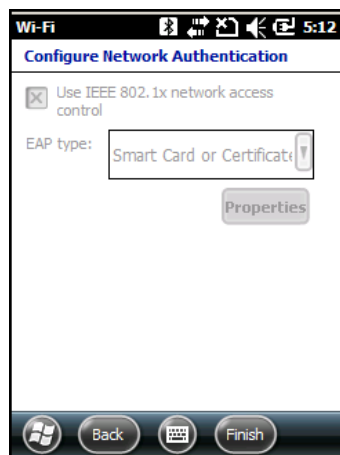 Wi-Fi 5:12
Configure Network Authentication
Use IEEE 802.1x network access
control
EAP type:
Smart Card or Certificate
Properties
Back Finish